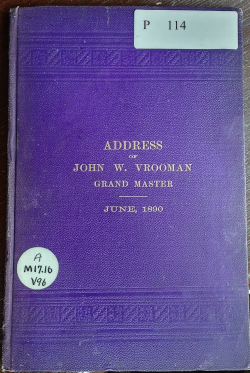 P 114
ADDRESS
OF
JOHN W. VROOMAN
GRAND MASTER
JUNE, 1890
A
M17.16
V96